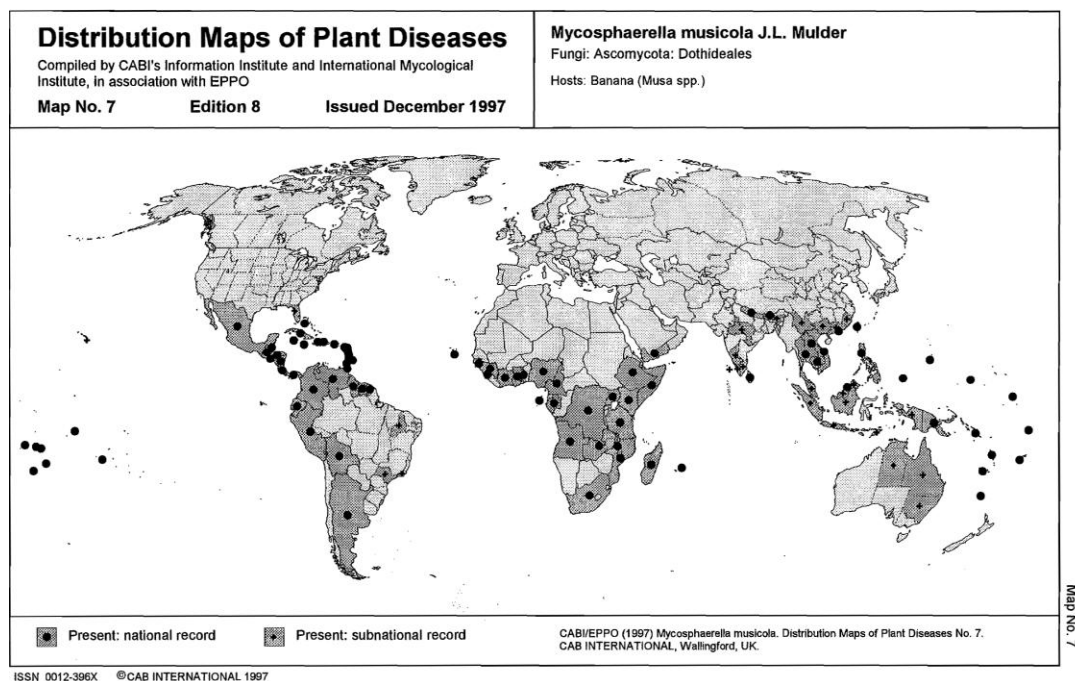 Distribution Maps of Plant Diseases
Compiled by CABI's Information Institute and International Mycological
Institute, in association with EPPO
Map No. 7 Edition 8 Issued December 1997
Mycosphaerella musicola J.L. Mulder
Fungi: Ascomycota: Dothideales
Hosts: Banana (Musa spp.)
Present: national record
Present: subnational record
CABI/EPPO (1997) Mycosphaerella musicola. Distribution Maps of Plant Diseases No. 7.
CAB INTERNATIONAL, Wallingford, UK.
Map No. 7
ISSN 0012-396X ©CAB INTERNATIONAL 1997